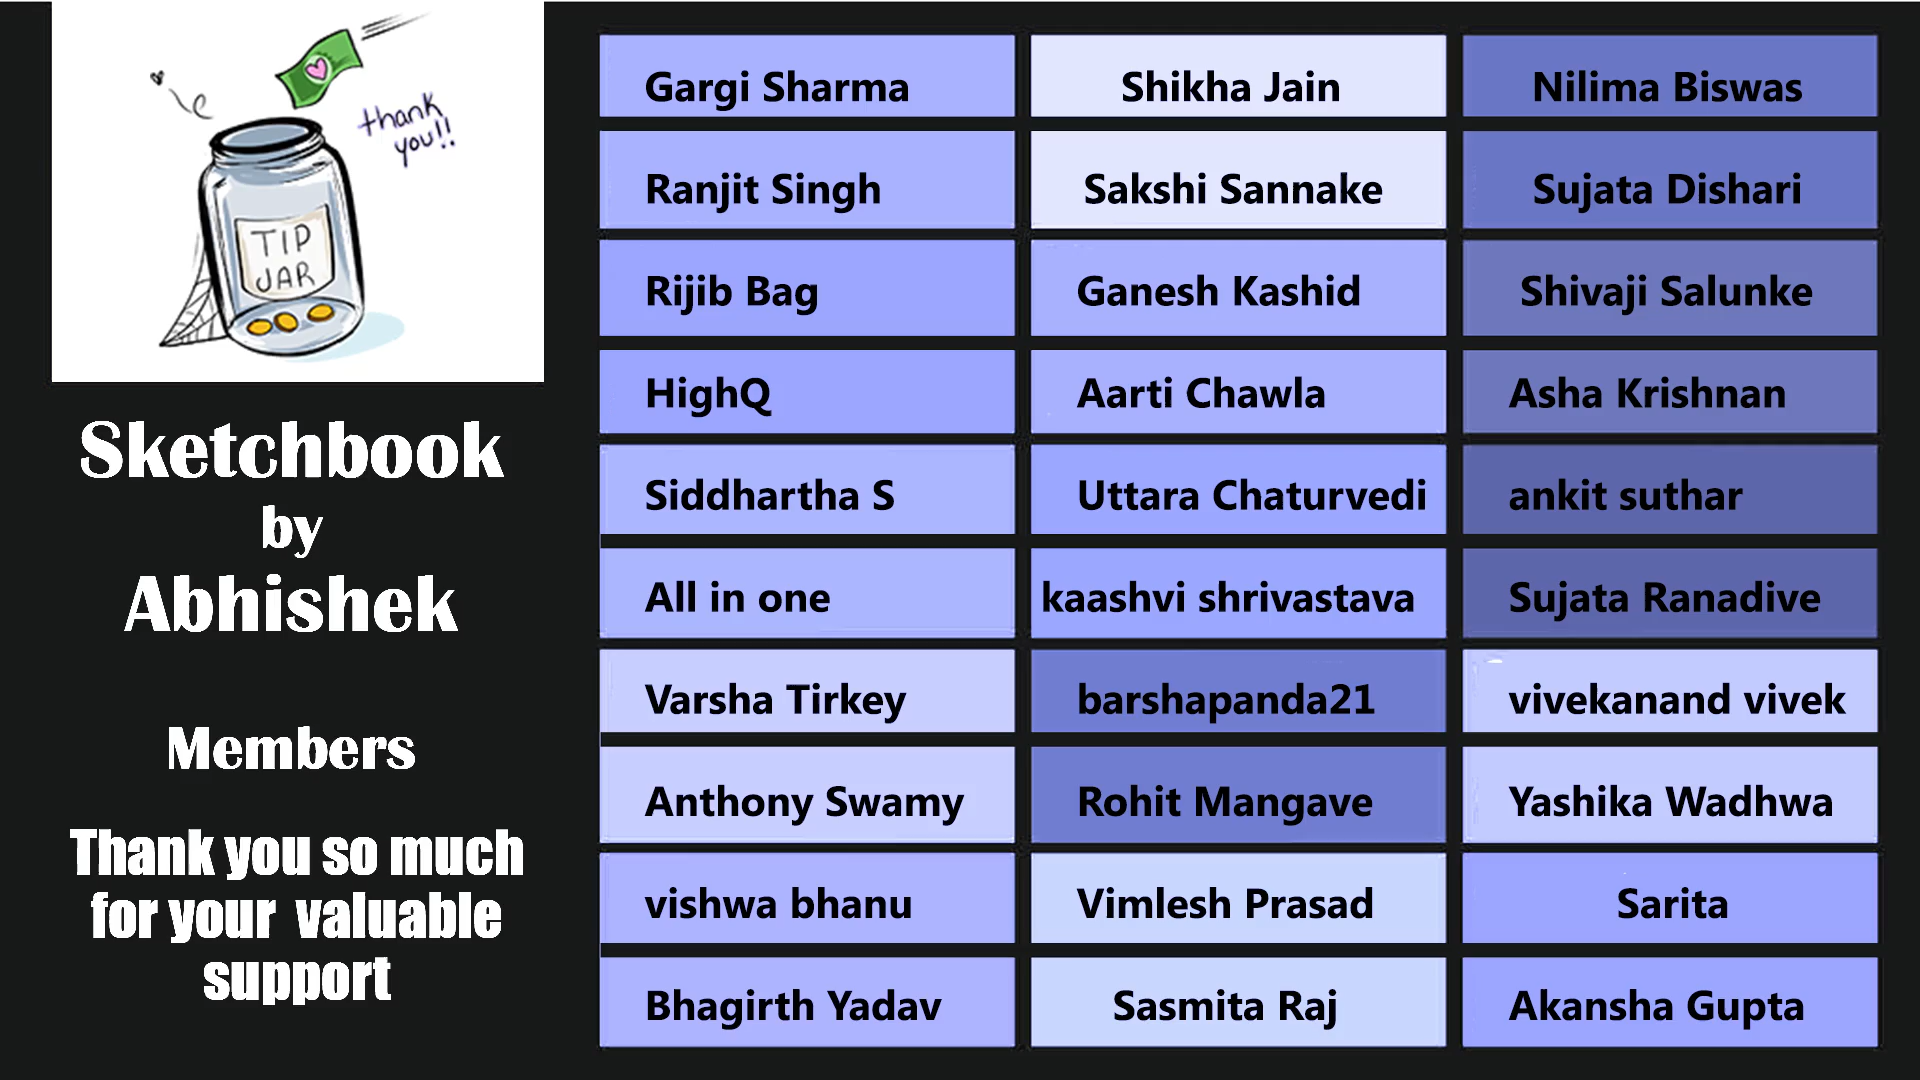 thank
you!!
TIP
JAR
Sketchbook
by
Abhishek
Members
Thank you so much
for your valuable
support
Gargi Sharma
Shikha Jain
Nilima Biswas
Ranjit Singh
Sakshi Sannake
Sujata Dishari
Rijib Bag
Ganesh Kashid
Shivaji Salunke
HighQ
Aarti Chawla
Asha Krishnan
Siddhartha S
Uttara Chaturvedi
ankit suthar
All in one
kaashvi shrivastava
Sujata Ranadive
Varsha Tirkey
barshapanda21
vivekanand vivek
Anthony Swamy
Rohit Mangave
Yashika Wadhwa
vishwa bhanu
Vimlesh Prasad
Sarita
Bhagirth Yadav
Sasmita Raj
Akansha Gupta